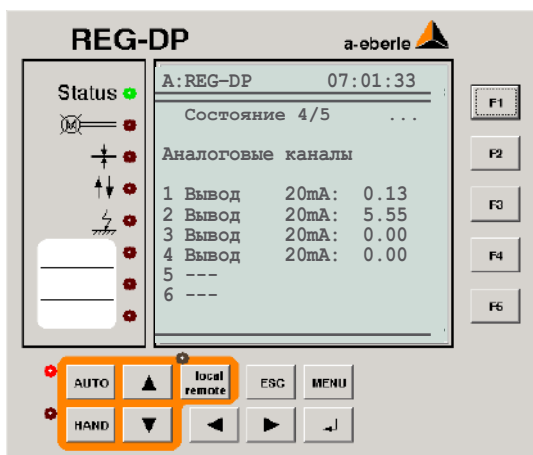 REG-DP
a-eberle
Status
A:REG-DP 07:01:33
Состояние 4/5 ...
Аналоговые каналы
1 Вывод 20mA: 0.13
2 Вывод 20mA: 5.55
3 Вывод 20mA: 0.00
4 Вывод 20mA: 0.00
5 ---
6 ---
M
F1
F2
F3
F4
F5
AUTO
local
remote
ESC
MENU
HAND